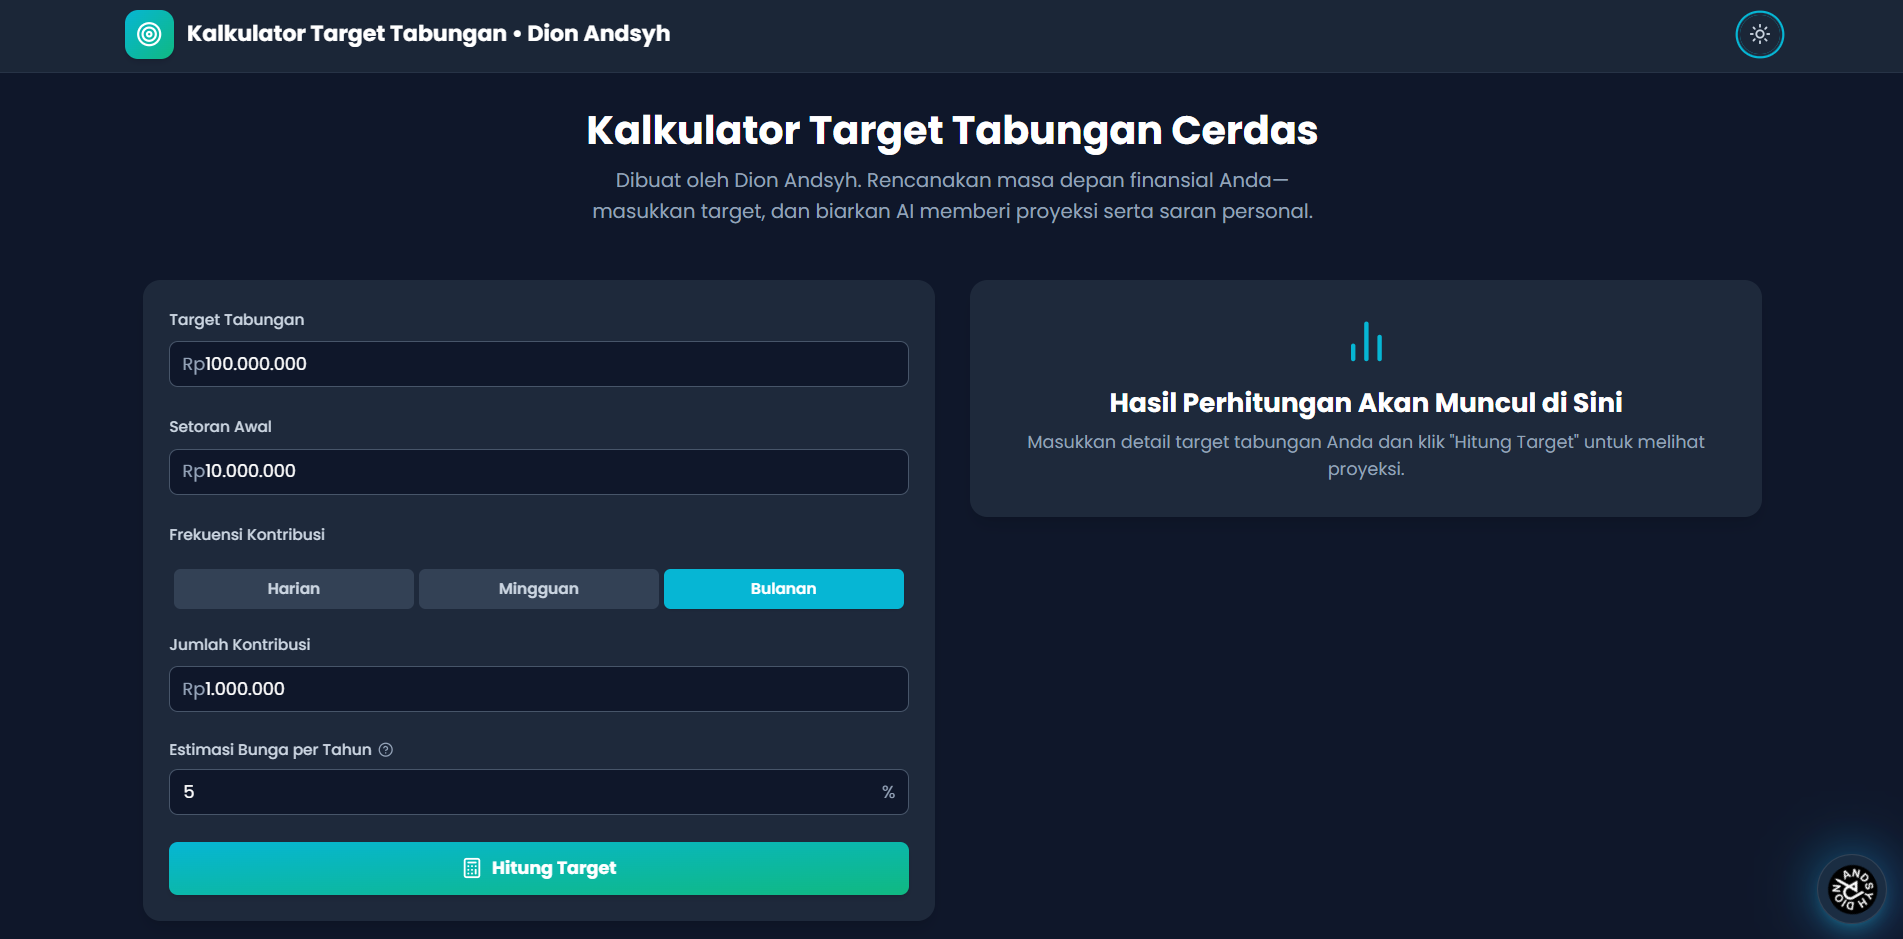 Kalkulator Target Tabungan • Dion Andsyh
Kalkulator Target Tabungan Cerdas
Dibuat oleh Dion Andsyh. Rencanakan masa depan finansial Anda—
masukkan target, dan biarkan AI memberi proyeksi serta saran personal.
Target Tabungan
Rp100.000.000
Setoran Awal
Rp10.000.000
Frekuensi Kontribusi
Harian
Mingguan
Bulanan
Jumlah Kontribusi
Rp1.000.000
Estimasi Bunga per Tahun ?
5 %
Hitung Target
Hasil Perhitungan Akan Muncul di Sini
Masukkan detail target tabungan Anda dan klik "Hitung Target" untuk melihat
proyeksi.
DION ANDSYH